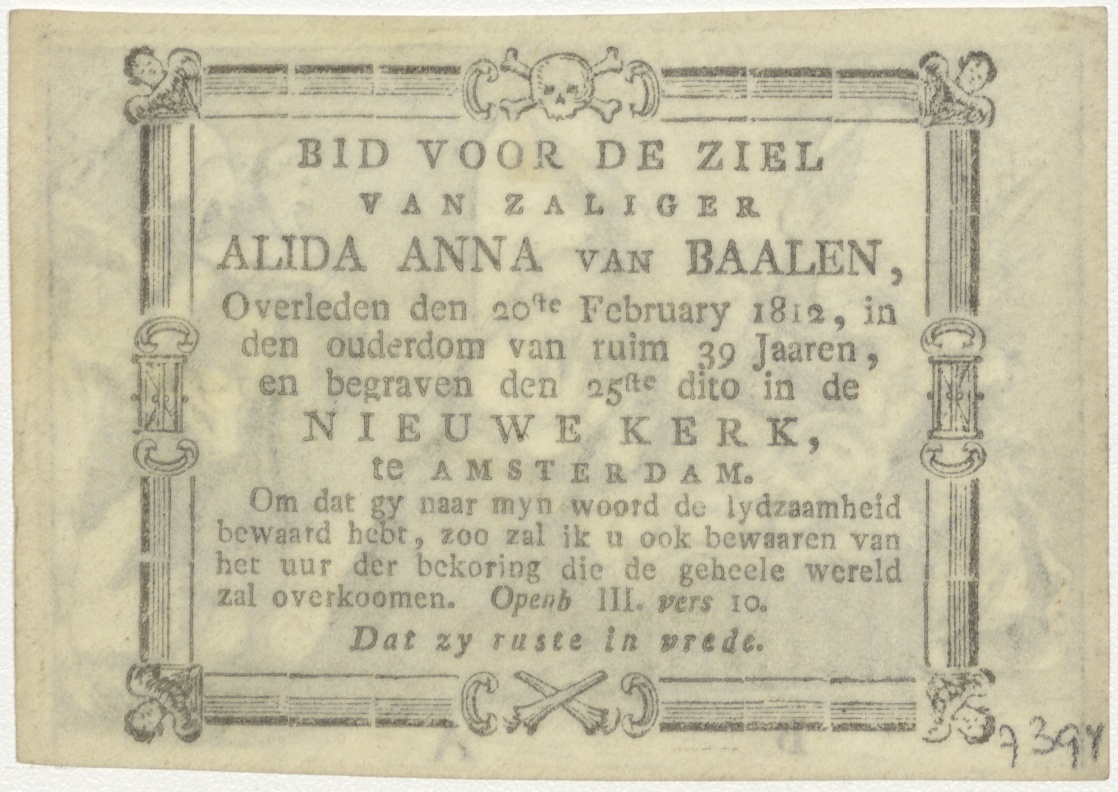 BID VOOR DE ZIEL
VAN ZALIGER
ALIDA ANNA VAN BAALEN,
Overleden den 20ste February 1812, in
den ouderdom van ruim 39 Jaaren,
en begraven den 25ste dito in de
NIEUWE KERK,
te AMSTERDAM.
Om dat gy naar myn woord de lydzaamheid
bewaard hebt, zoo zal ik u ook bewaaren van
het uur der bekoring die de geheele wereld
zal overkoomen. Openb III. vers 10.
Dat zy ruste in vrede.